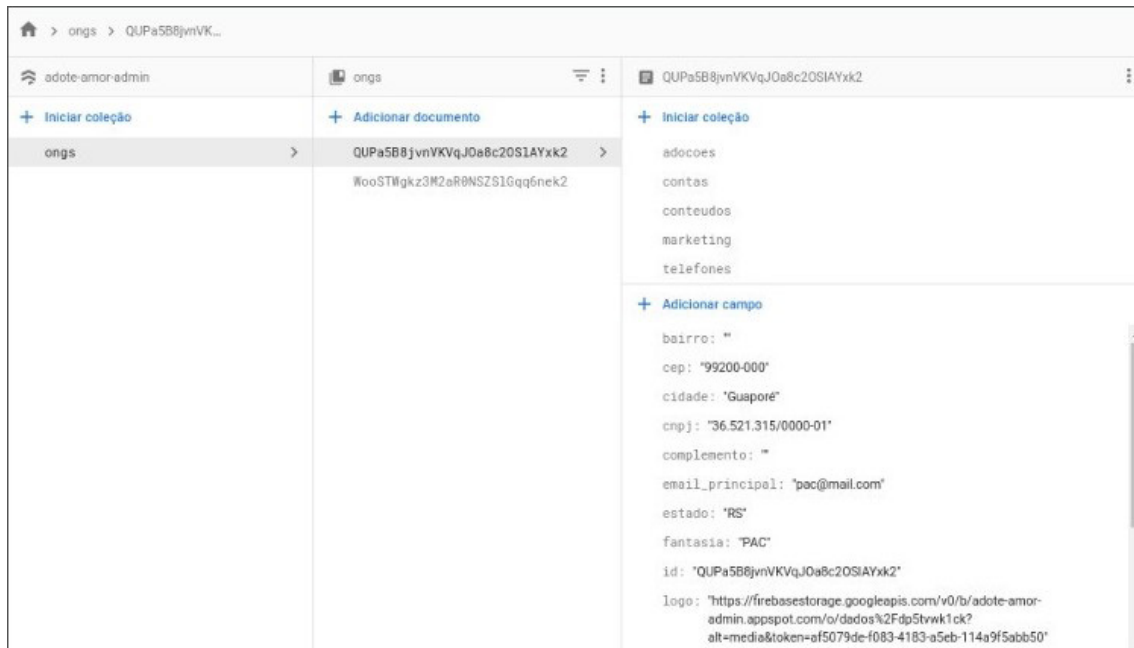 ongs > QUPa5B8jvnVK...
adote-amor-admin
ongs
QUPa5B8jvnVKVqJOa8c2OSlAYxk2
+ Iniciar coleção
+ Adicionar documento
+ Iniciar coleção
ongs
QUPa5B8jvnVKVqJOa8c2OSlAYxk2
WooSTWgkz3M2aR0NSZSlGqq6nek2
adocoes
contas
conteudos
marketing
telefones
+ Adicionar campo
bairro: ""
cep: "99200-000"
cidade: "Guaporé"
cnpj: "36.521.315/0000-01"
complemento: ""
email_principal: "pac@mail.com"
estado: "RS"
fantasia: "PAC"
id: "QUPa5B8jvnVKVqJOa8c2OSlAYxk2"
logo: "https://firebasestorage.googleapis.com/v0/b/adote-amor-
admin.appspot.com/o/dados%2Fdp5tvwk1ck?
alt=media&token=af5079de-f083-4183-a5eb-114a9f5abb50"